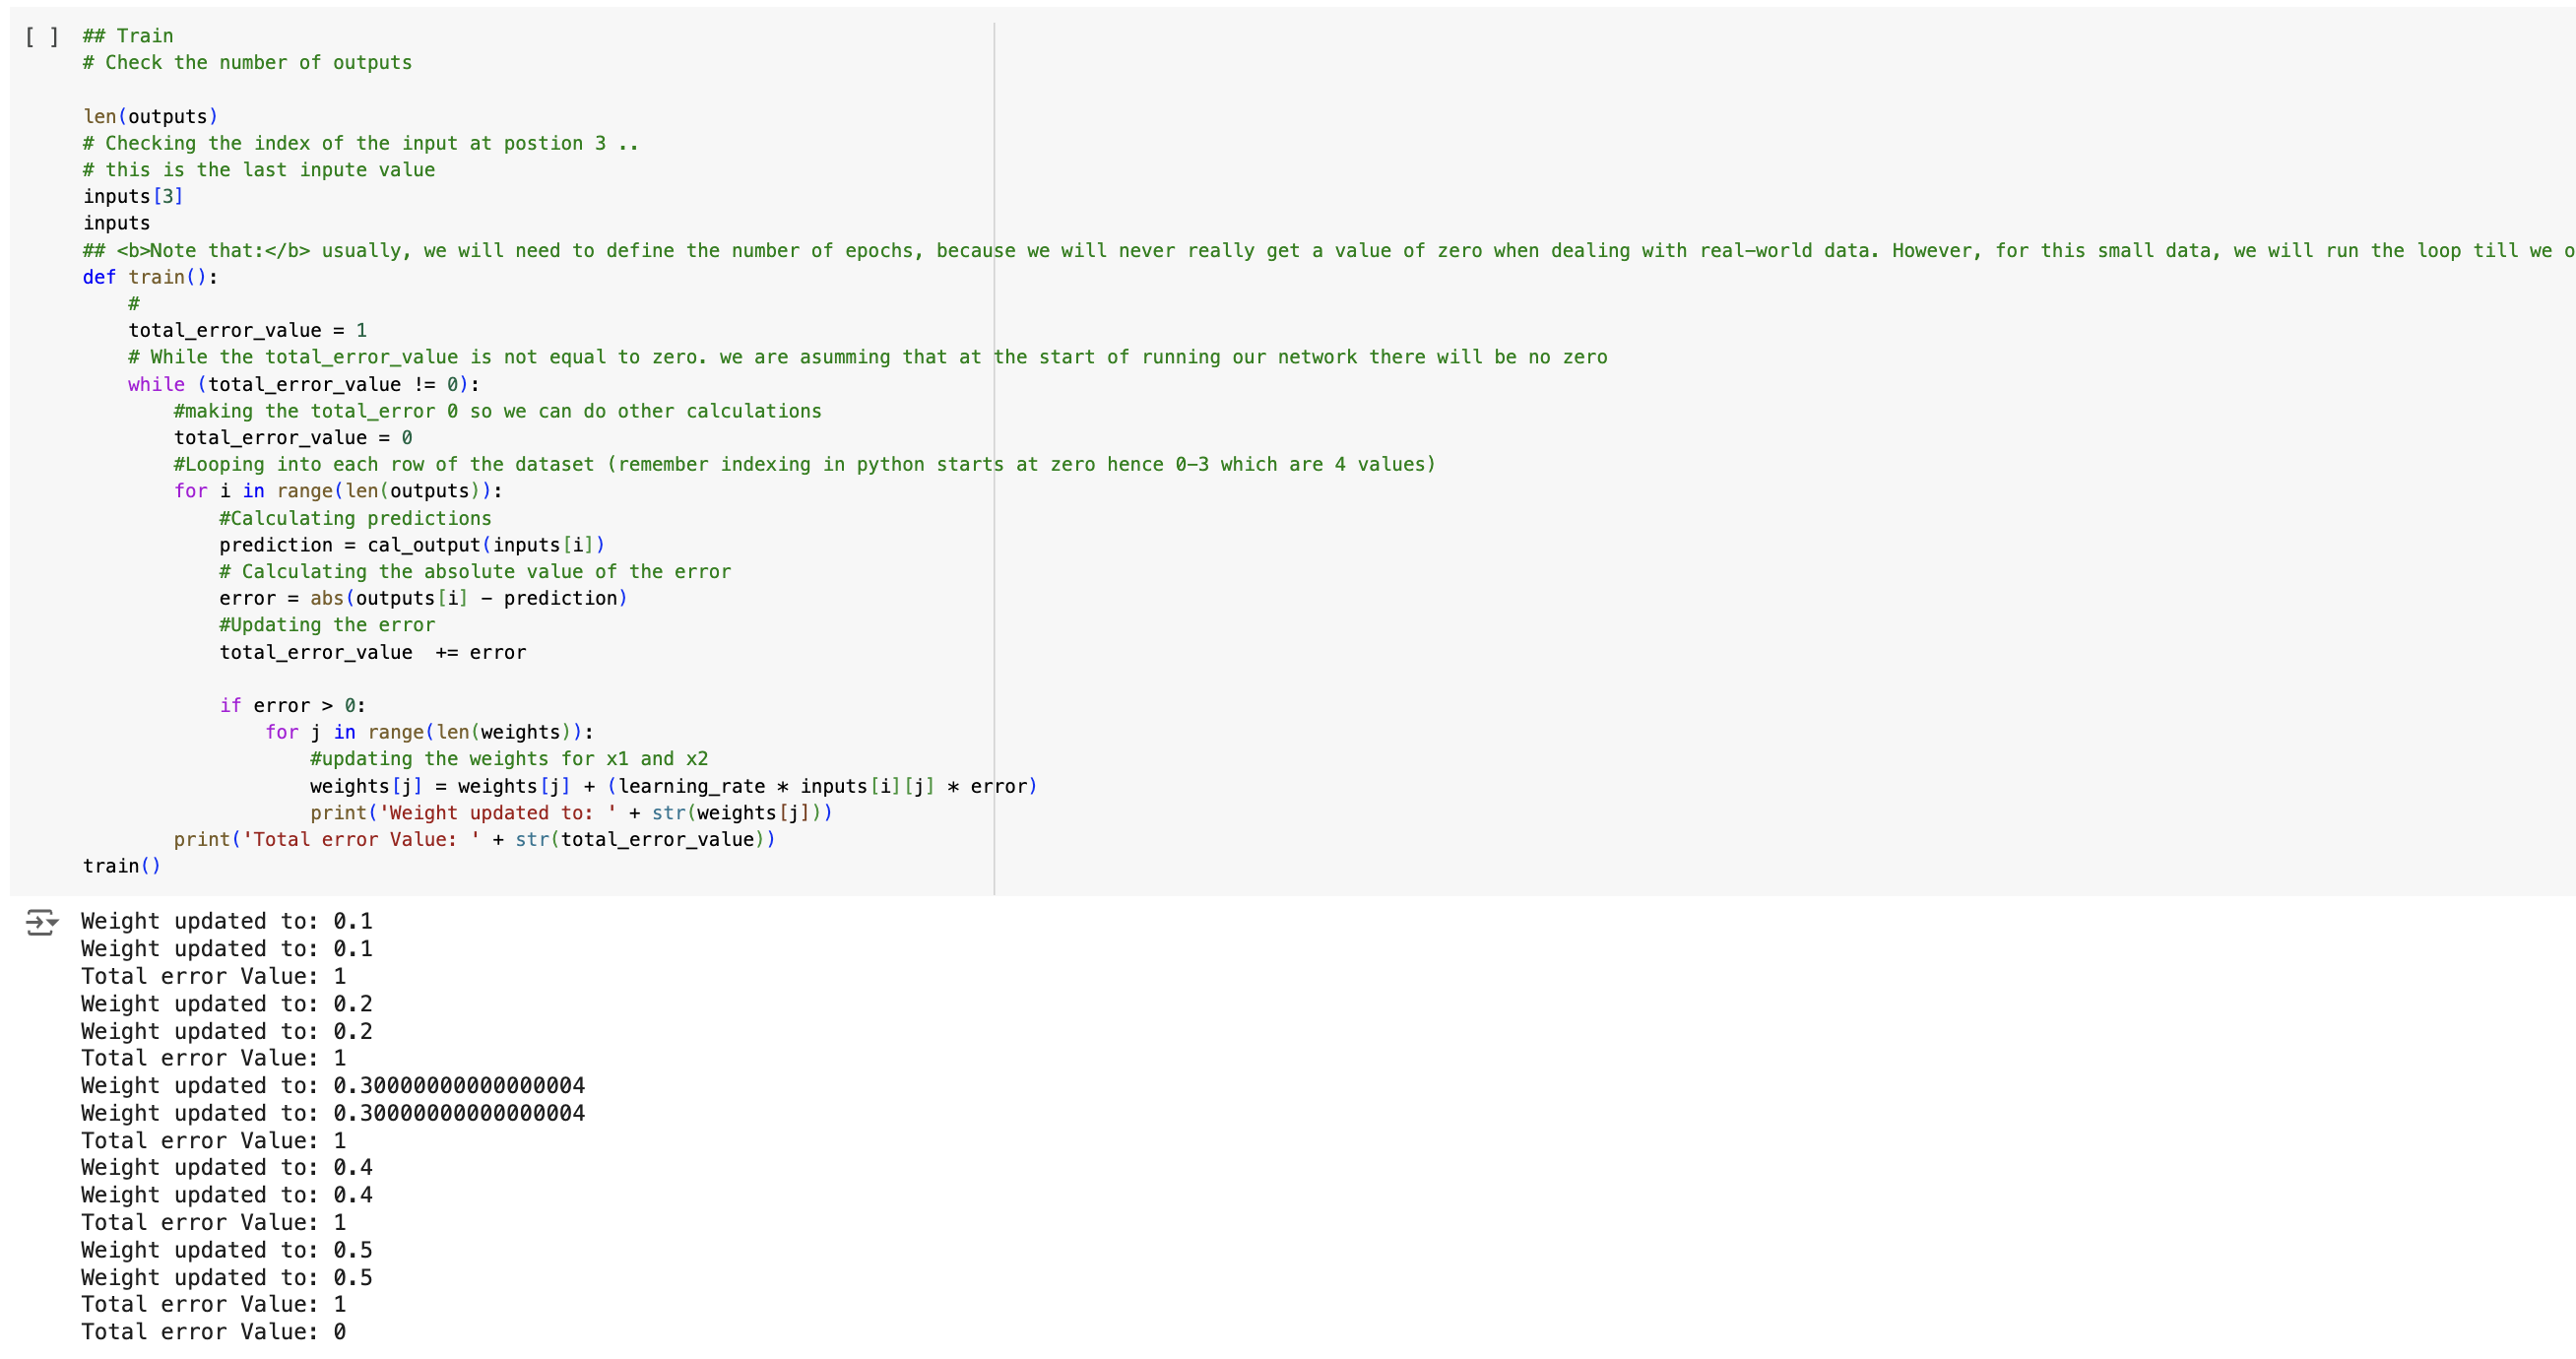 [ ] ## Train
# Check the number of outputs
len(outputs)
# Checking the index of the input at postion 3 ..
# this is the last inpute value
inputs[3]
inputs
## <b>Note that:</b> usually, we will need to define the number of epochs, because we will never really get a value of zero when dealing with real-world data. However, for this small data, we will run the loop till we o
def train():
    #
    total_error_value = 1
    # While the total_error_value is not equal to zero. we are asumming that at the start of running our network there will be no zero
    while (total_error_value != 0):
        #making the total_error 0 so we can do other calculations
        total_error_value = 0
        #Looping into each row of the dataset (remember indexing in python starts at zero hence 0-3 which are 4 values)
        for i in range(len(outputs)):
            #Calculating predictions
            prediction = cal_output(inputs[i])
            # Calculating the absolute value of the error
            error = abs(outputs[i] - prediction)
            #Updating the error
            total_error_value  += error
            if error > 0:
                for j in range(len(weights)):
                    #updating the weights for x1 and x2
                    weights[j] = weights[j] + (learning_rate * inputs[i][j] * error)
                    print('Weight updated to: ' + str(weights[j]))
        print('Total error Value: ' + str(total_error_value))
train()
Weight updated to: 0.1
Weight updated to: 0.1
Total error Value: 1
Weight updated to: 0.2
Weight updated to: 0.2
Total error Value: 1
Weight updated to: 0.30000000000000004
Weight updated to: 0.30000000000000004
Total error Value: 1
Weight updated to: 0.4
Weight updated to: 0.4
Total error Value: 1
Weight updated to: 0.5
Weight updated to: 0.5
Total error Value: 1
Total error Value: 0